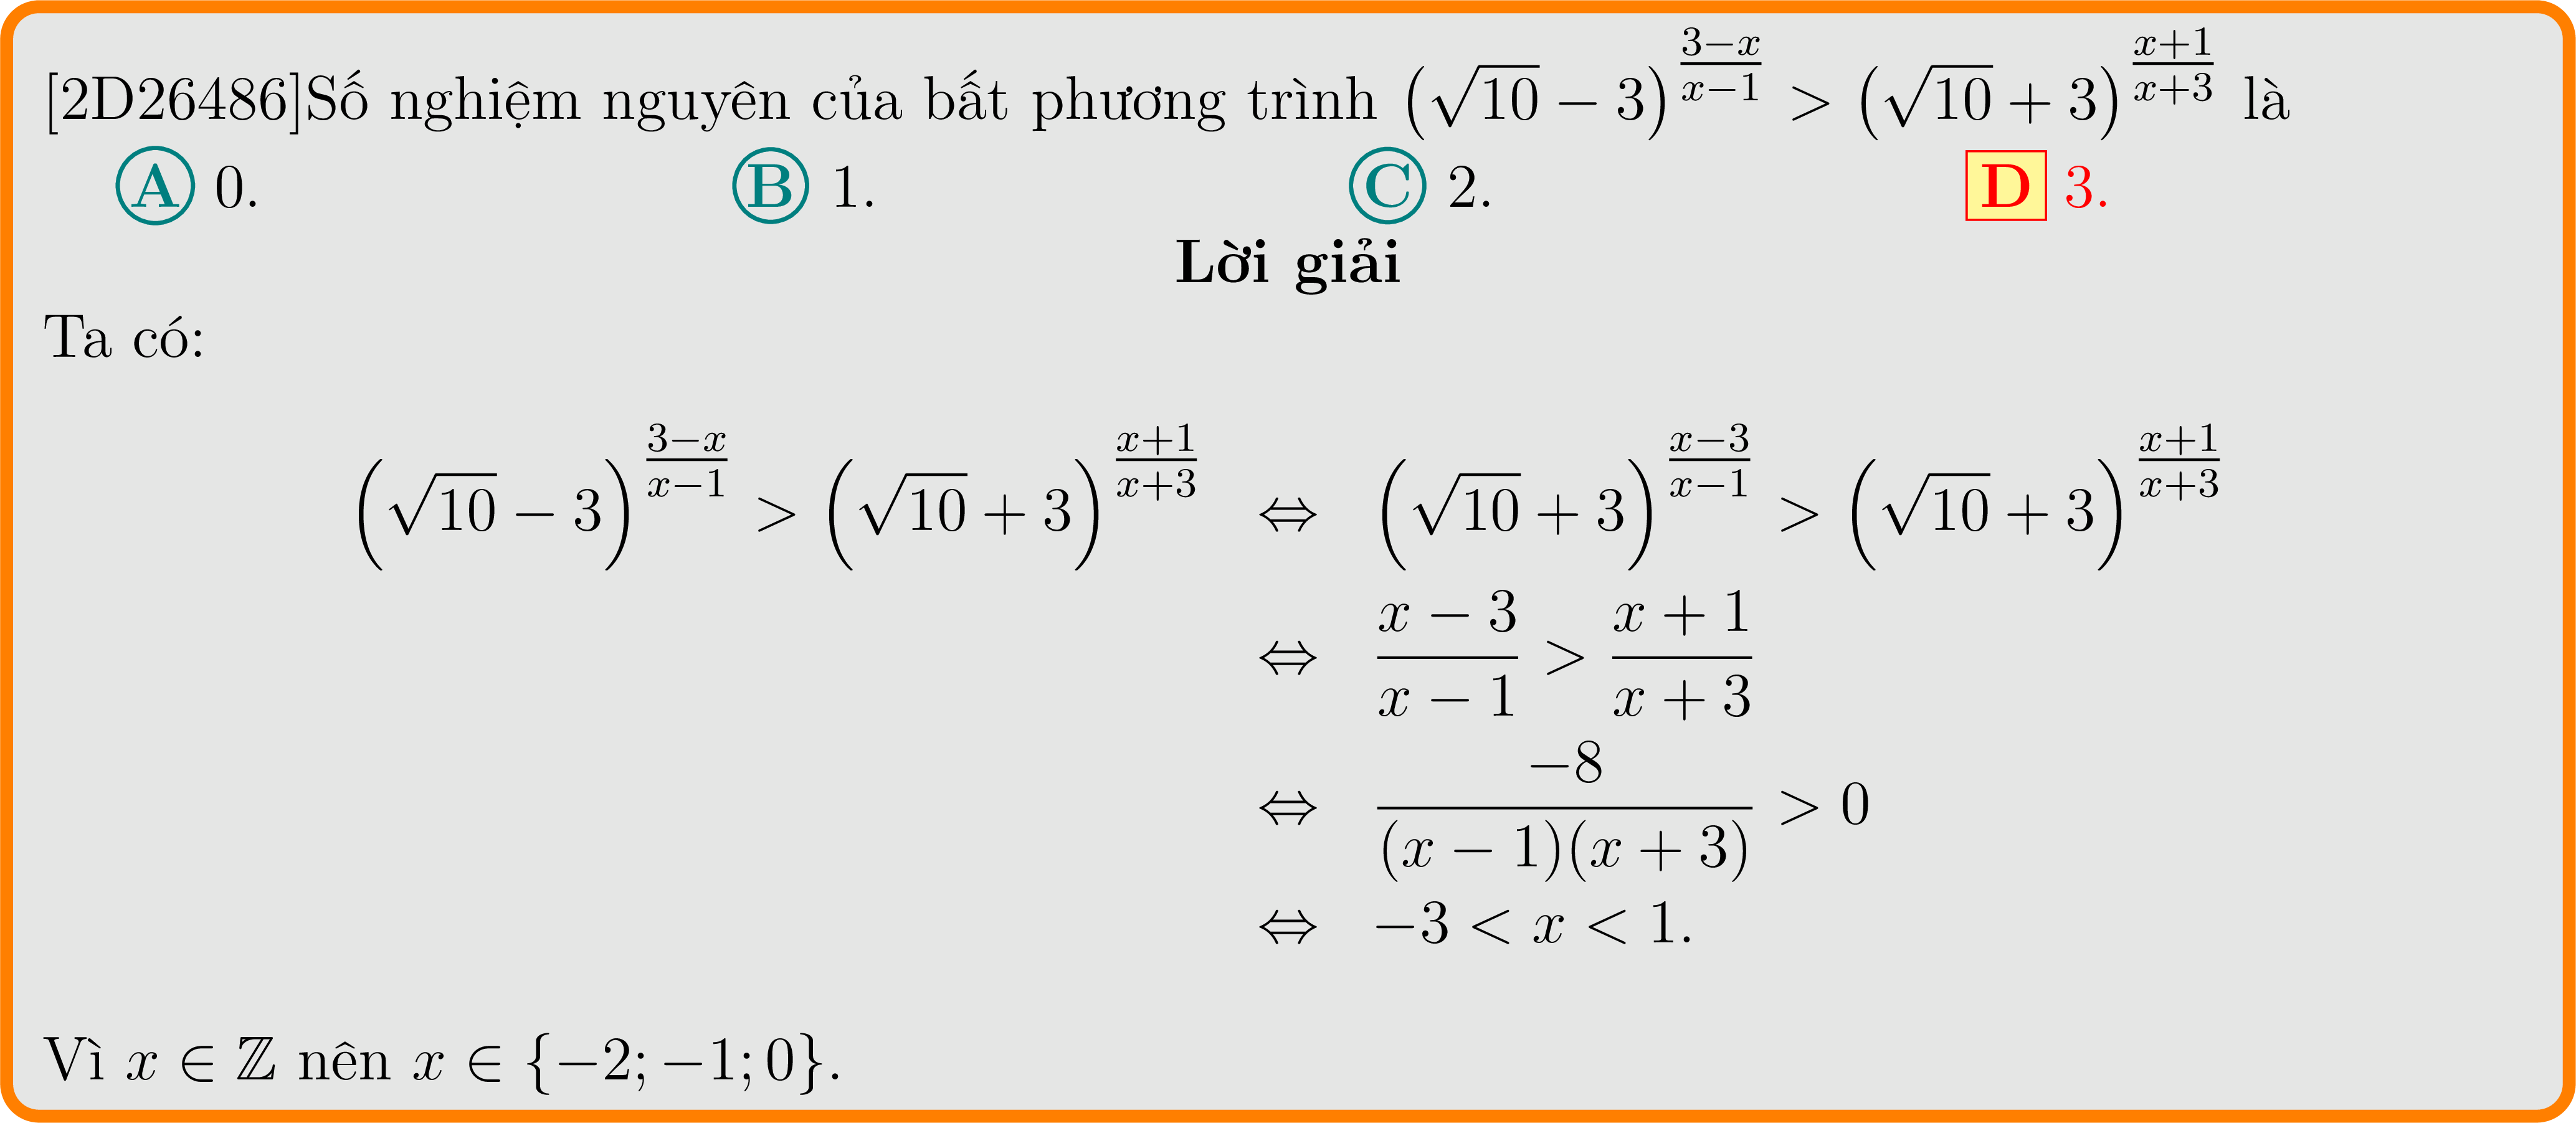 [2D26486]Số nghiệm nguyên của bất phương trình $(\sqrt{10}-3)^{\frac{3-x}{x-1}} > (\sqrt{10}+3)^{\frac{x+1}{x+3}}$ là
A 0. B 1. C 2. D 3.
Lời giải
Ta có:
$\left(\sqrt{10}-3\right)^{\frac{3-x}{x-1}} > \left(\sqrt{10}+3\right)^{\frac{x+1}{x+3}} \Leftrightarrow \left(\sqrt{10}+3\right)^{\frac{x-3}{x-1}} > \left(\sqrt{10}+3\right)^{\frac{x+1}{x+3}}$
$\Leftrightarrow \frac{x-3}{x-1} > \frac{x+1}{x+3}$
$\Leftrightarrow \frac{-8}{(x-1)(x+3)} > 0$
$\Leftrightarrow -3 < x < 1.$
Vì $x \in \mathbb{Z}$ nên $x \in \{-2; -1; 0\}$.